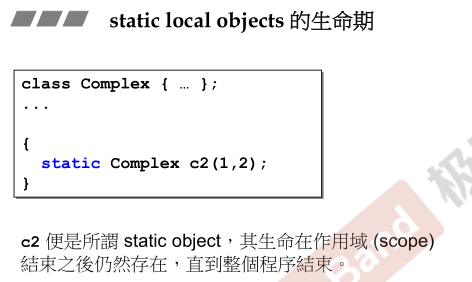 static local objects 的生命期
class Complex { … };
...
{
static Complex c2(1,2);
}
c2 便是所謂 static object，其生命在作用域 (scope)
結束之後仍然存在，直到整個程序結束。
Band